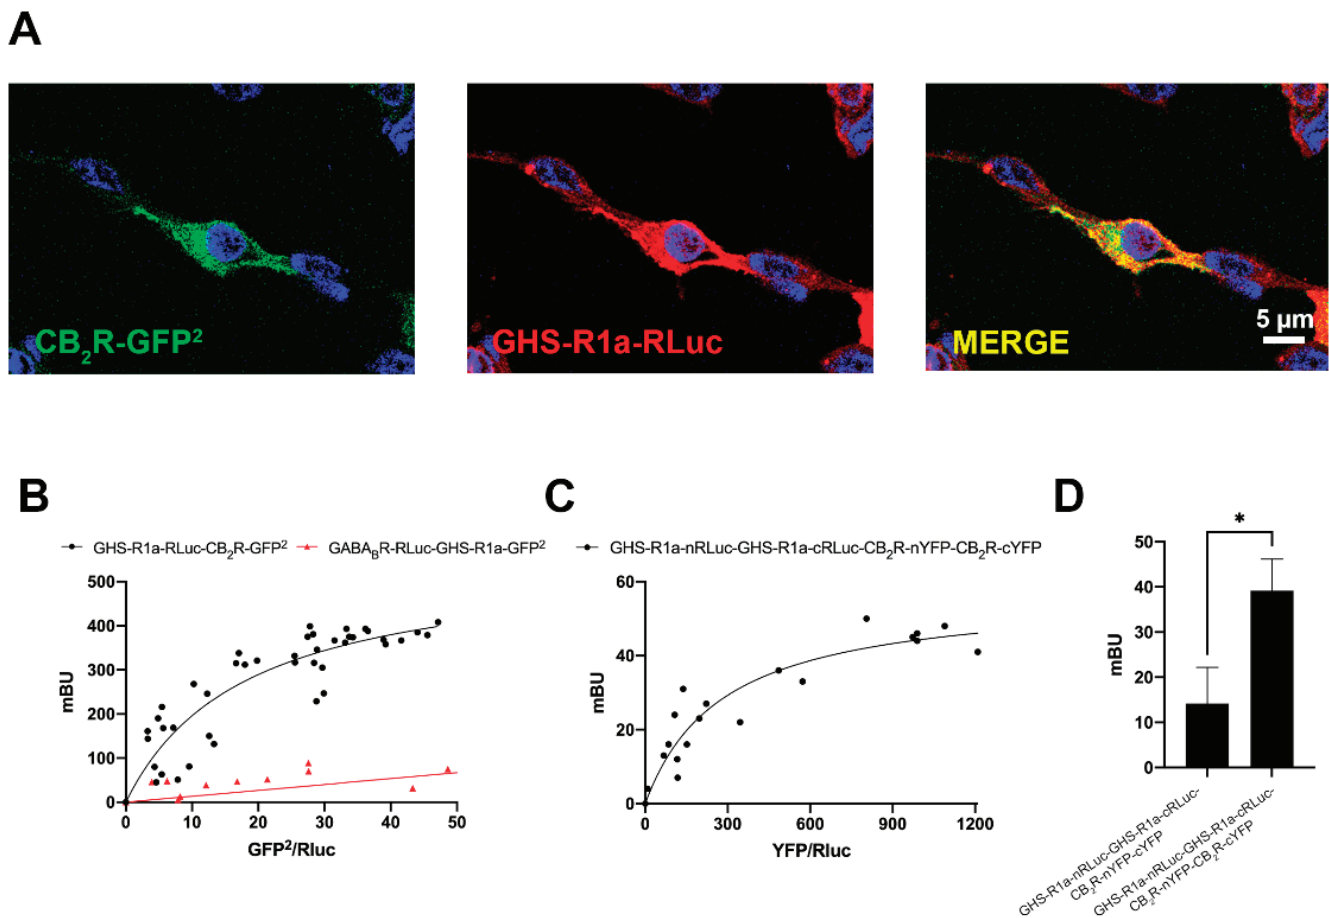 A
CB₂R-GFP²
GHS-R1a-RLuc
MERGE
5 µm
B
GHS-R1a-RLuc-CB₂R-GFP²
GABA_BR-RLuc-GHS-R1a-GFP²
500
400
300
200
100
0
mBU
0 10 20 30 40 50
GFP²/Rluc
C
GHS-R1a-nRLuc-GHS-R1a-cRLuc-CB₂R-nYFP-CB₂R-cYFP
60
40
20
0
mBU
0 300 600 900 1200
YFP/Rluc
D
*
50
40
30
20
10
0
mBU
GHS-R1a-nRLuc-GHS-R1a-cRLuc-
CB₂R-nYFP-cYFP
GHS-R1a-nRLuc-GHS-R1a-cRLuc-
CB₂R-nYFP-CB₂R-cYFP